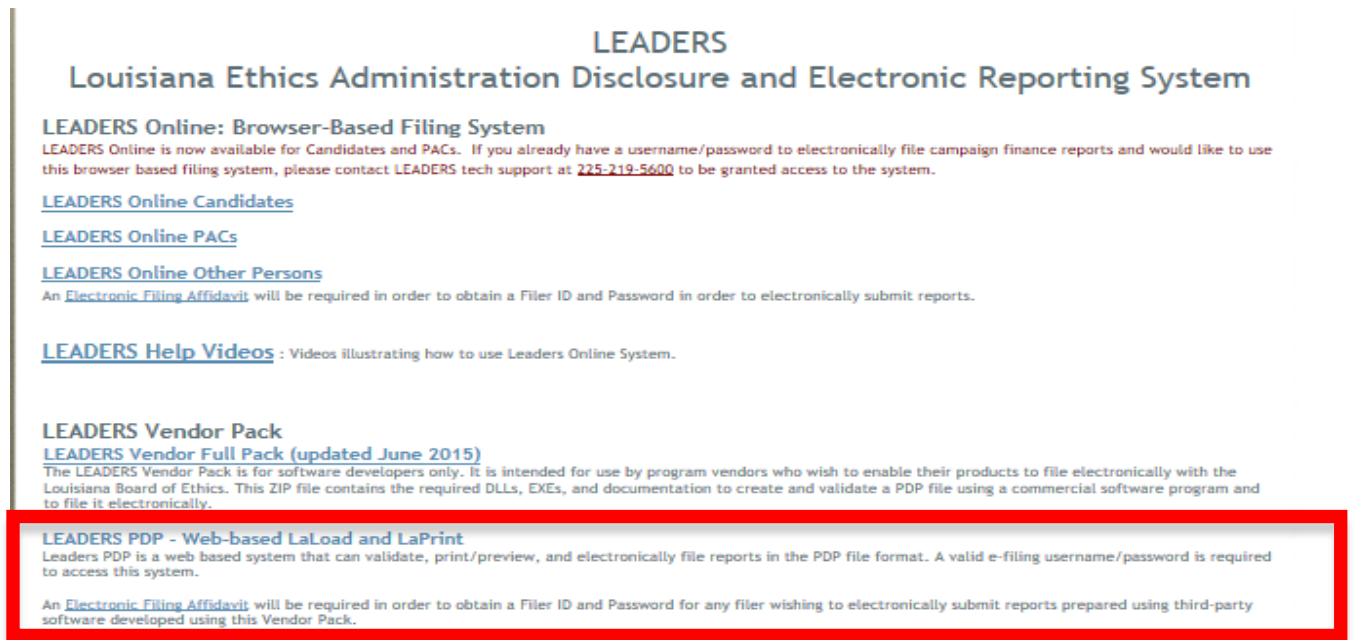 LEADERS
Louisiana Ethics Administration Disclosure and Electronic Reporting System
LEADERS Online: Browser-Based Filing System
LEADERS Online is now available for Candidates and PACs. If you already have a username/password to electronically file campaign finance reports and would like to use
this browser based filing system, please contact LEADERS tech support at 225-219-5600 to be granted access to the system.
LEADERS Online Candidates
LEADERS Online PACs
LEADERS Online Other Persons
An Electronic Filing Affidavit will be required in order to obtain a Filer ID and Password in order to electronically submit reports.
LEADERS Help Videos : Videos illustrating how to use Leaders Online System.
LEADERS Vendor Pack
LEADERS Vendor Full Pack (updated June 2015)
The LEADERS Vendor Pack is for software developers only. It is intended for use by program vendors who wish to enable their products to file electronically with the
Louisiana Board of Ethics. This ZIP file contains the required DLLs, EXEs, and documentation to create and validate a PDP file using a commercial software program and
to file it electronically.
LEADERS PDP - Web-based LaLoad and LaPrint
Leaders PDP is a web based system that can validate, print/preview, and electronically file reports in the PDP file format. A valid e-filing username/password is required
to access this system.
An Electronic Filing Affidavit will be required in order to obtain a Filer ID and Password for any filer wishing to electronically submit reports prepared using third-party
software developed using this Vendor Pack.